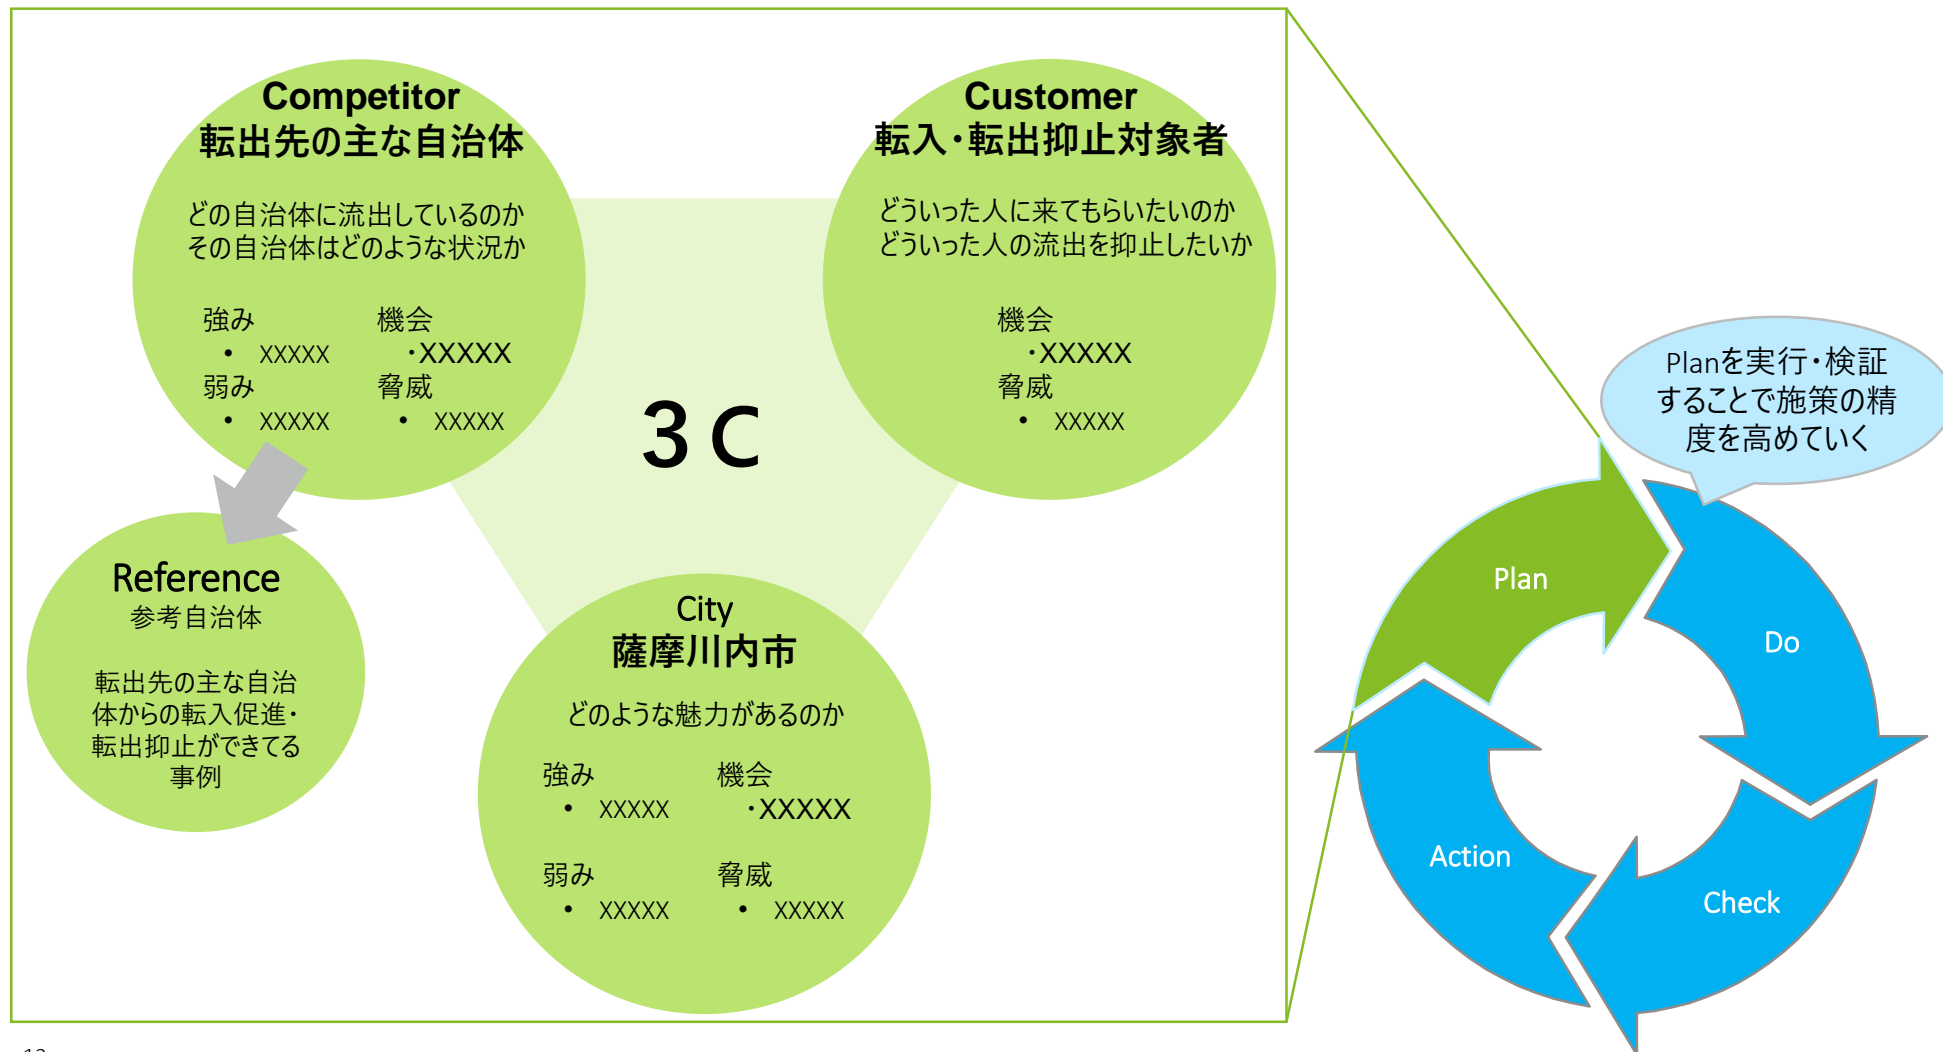 Competitor
転出先の主な自治体
どの自治体に流出しているのか
その自治体はどのような状況か
強み
• XXXXX
弱み
• XXXXX
機会
・XXXXX
脅威
• XXXXX
Customer
転入・転出抑止対象者
どういった人に来てもらいたいのか
どういった人の流出を抑止したいか
機会
・XXXXX
脅威
• XXXXX
3C
Reference
参考自治体
転出先の主な自治
体からの転入促進・
転出抑止ができてる
事例
City
薩摩川内市
どのような魅力があるのか
強み
• XXXXX
弱み
• XXXXX
機会
・XXXXX
脅威
• XXXXX
Planを実行・検証
することで施策の精
度を高めていく
Plan
Do
Check
Action